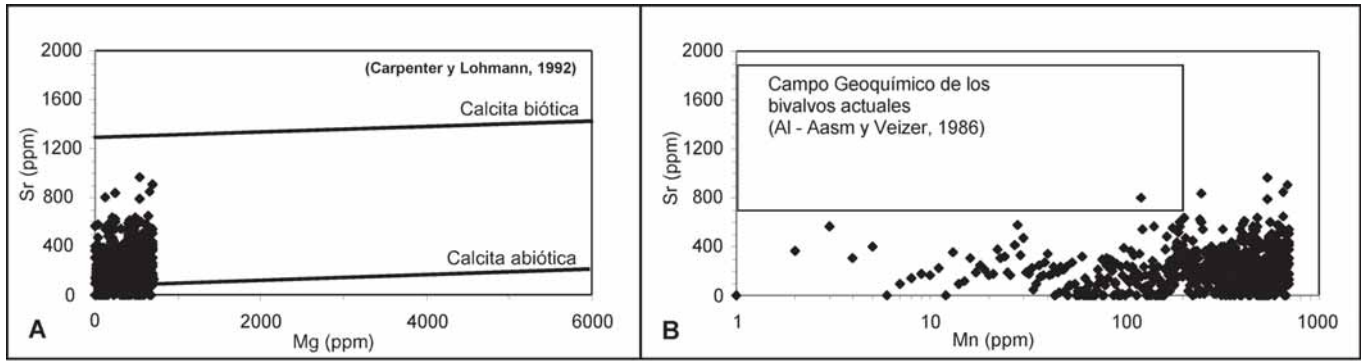 2000
1600
1200
800
400
0
Sr (ppm)
(Carpenter y Lohmann, 1992)
Calcita biótica
Calcita abiótica
0
2000
4000
6000
Mg (ppm)
A
2000
1600
1200
800
400
0
Sr (ppm)
Campo Geoquímico de los
bivalvos actuales
(Al - Aasm y Veizer, 1986)
1
10
100
1000
Mn (ppm)
B